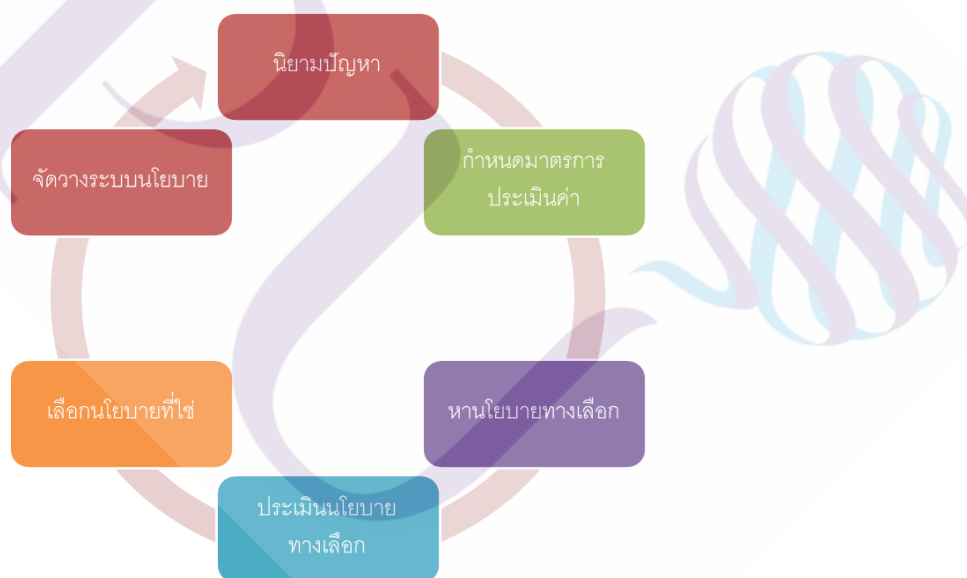 นิยามปัญหา
กำหนดมาตรการ
ประเมินค่า
หานโยบายทางเลือก
ประเมินนโยบาย
ทางเลือก
เลือกนโยบายที่ใช่
จัดวางระบบนโยบาย